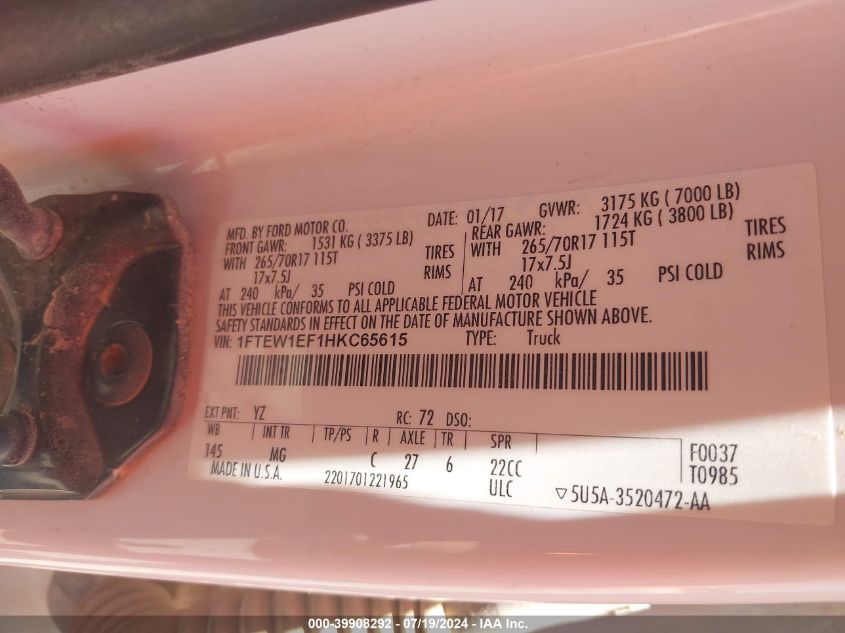 MFD. BY FORD MOTOR CO. DATE: 01/17 GVWR: 3175 KG ( 7000 LB)
FRONT GAWR: 1531 KG ( 3375 LB) REAR GAWR: 1724 KG ( 3800 LB)
WITH 265/70R17 115T TIRES WITH 265/70R17 115T TIRES
17x7.5J RIMS 17x7.5J RIMS
AT 240 kPa/ 35 PSI COLD AT 240 kPa/ 35 PSI COLD
THIS VEHICLE CONFORMS TO ALL APPLICABLE FEDERAL MOTOR VEHICLE
SAFETY STANDARDS IN EFFECT ON THE DATE OF MANUFACTURE SHOWN ABOVE.
VIN: 1FTEW1EF1HKC65615 TYPE: Truck
EXT PNT: YZ RC: 72 DSO:
WB INT TR TP/PS R AXLE TR SPR
145 MG C 27 6 22CC F0037
MADE IN U.S.A. 2201701221965 ULC ▽5U5A-3520472-AA T0985
000-39908292 - 07/19/2024 - IAA Inc.